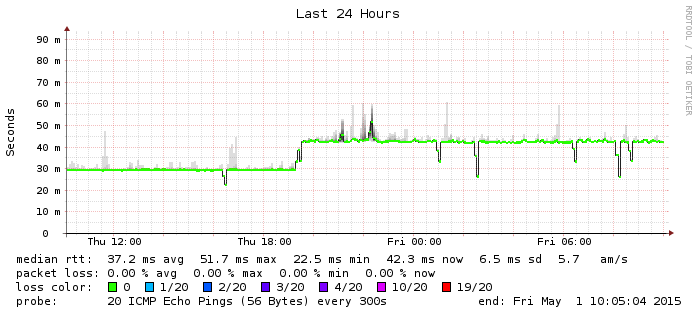 Last 24 Hours
RRDTOOL / TOBI OETIKER
Seconds
90 m
80 m
70 m
60 m
50 m
40 m
30 m
20 m
10 m
0
Thu 12:00 Thu 18:00 Fri 00:00 Fri 06:00
median rtt: 37.2 ms avg 51.7 ms max 22.5 ms min 42.3 ms now 6.5 ms sd 5.7 am/s
packet loss: 0.00 % avg 0.00 % max 0.00 % min 0.00 % now
loss color: 0 1/20 2/20 3/20 4/20 10/20 19/20
probe: 20 ICMP Echo Pings (56 Bytes) every 300s end: Fri May 1 10:05:04 2015